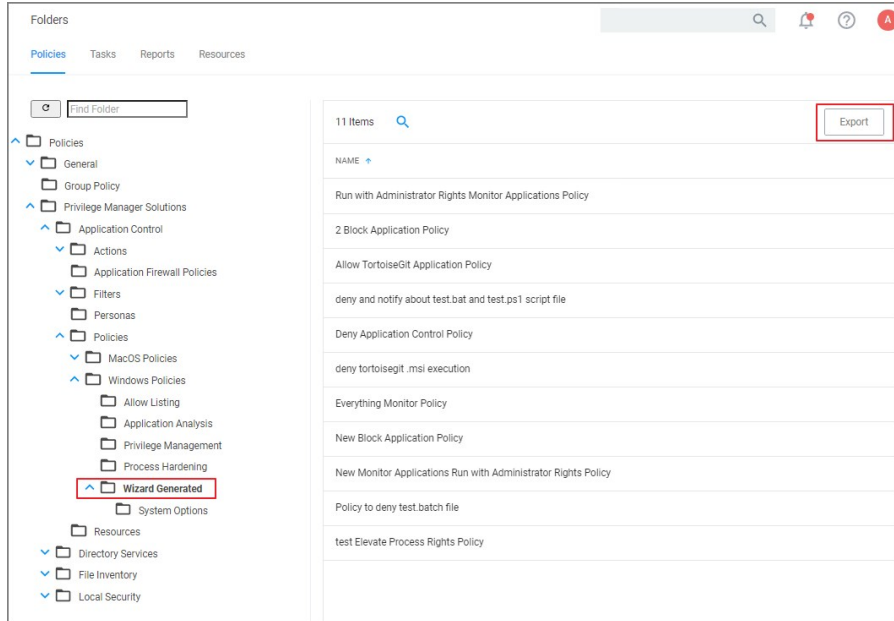 Folders
A
Policies Tasks Reports Resources
Find Folder
Policies
General
Group Policy
Privilege Manager Solutions
Application Control
Actions
Application Firewall Policies
Filters
Personas
Policies
MacOS Policies
Windows Policies
Allow Listing
Application Analysis
Privilege Management
Process Hardening
Wizard Generated
System Options
Resources
Directory Services
File Inventory
Local Security
11 Items
Export
NAME
Run with Administrator Rights Monitor Applications Policy
2 Block Application Policy
Allow TortoiseGit Application Policy
deny and notify about test.bat and test.ps1 script file
Deny Application Control Policy
deny tortoisegit .msi execution
Everything Monitor Policy
New Block Application Policy
New Monitor Applications Run with Administrator Rights Policy
Policy to deny test.batch file
test Elevate Process Rights Policy